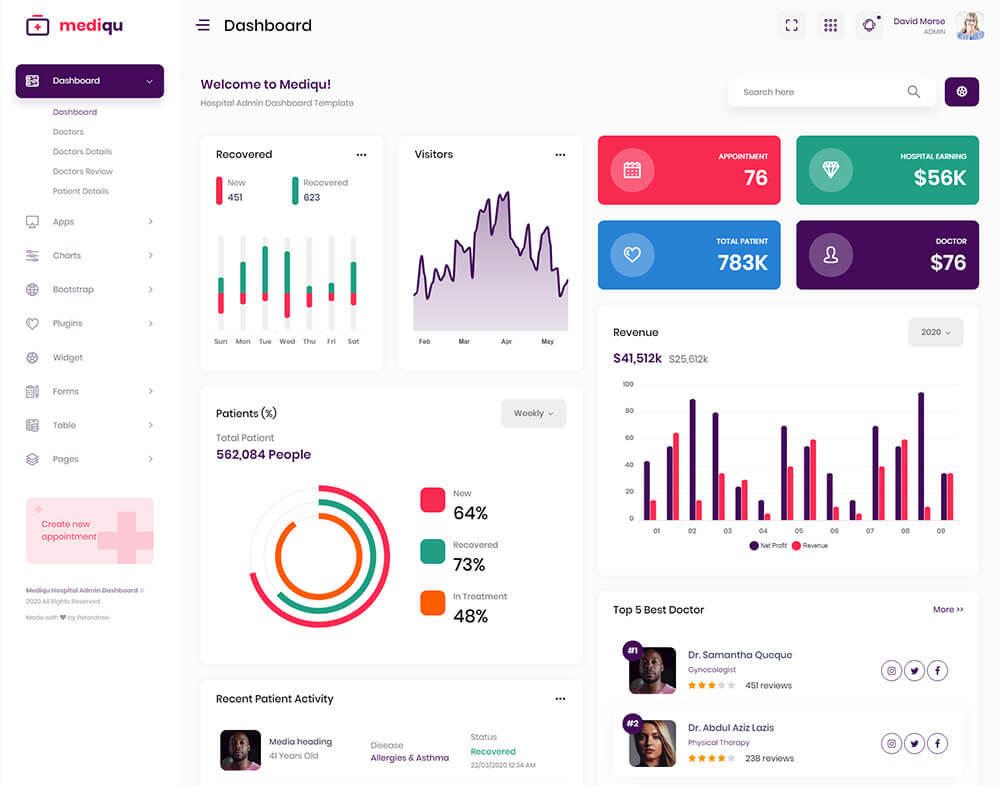 mediqu
Dashboard
David Morse
ADMIN
Dashboard
Dashboard
Doctors
Doctors Details
Doctors Review
Patient Details
Apps
Charts
Bootstrap
Plugins
Widget
Forms
Table
Pages
Create new
appointment
Mediqu Hospital Admin Dashboard ©
2020 All Rights Reserved
Made with by Peterdraw
Welcome to Mediqu!
Hospital Admin Dashboard Template
Search here
Recovered
New
451
Recovered
623
Sun Mon Tue Wed Thu Fri Sat
Visitors
Feb Mar Apr May
APPOINTMENT
76
HOSPITAL EARNING
$56K
TOTAL PATIENT
783K
DOCTOR
$76
Patients (%)
Weekly
Total Patient
562,084 People
New
64%
Recovered
73%
In Treatment
48%
Revenue
2020
$41,512k $25,612k
100
80
60
40
20
0
01 02 03 04 05 06 07 08 09
Net Profit Revenue
Recent Patient Activity
Media heading
41 Years Old
Disease
Allergies & Asthma
Status
Recovered
22/03/2020 12:34 AM
Top 5 Best Doctor
More >>
#1
Dr. Samantha Queque
Gynocologist
451 reviews
#2
Dr. Abdul Aziz Lazis
Physical Therapy
238 reviews